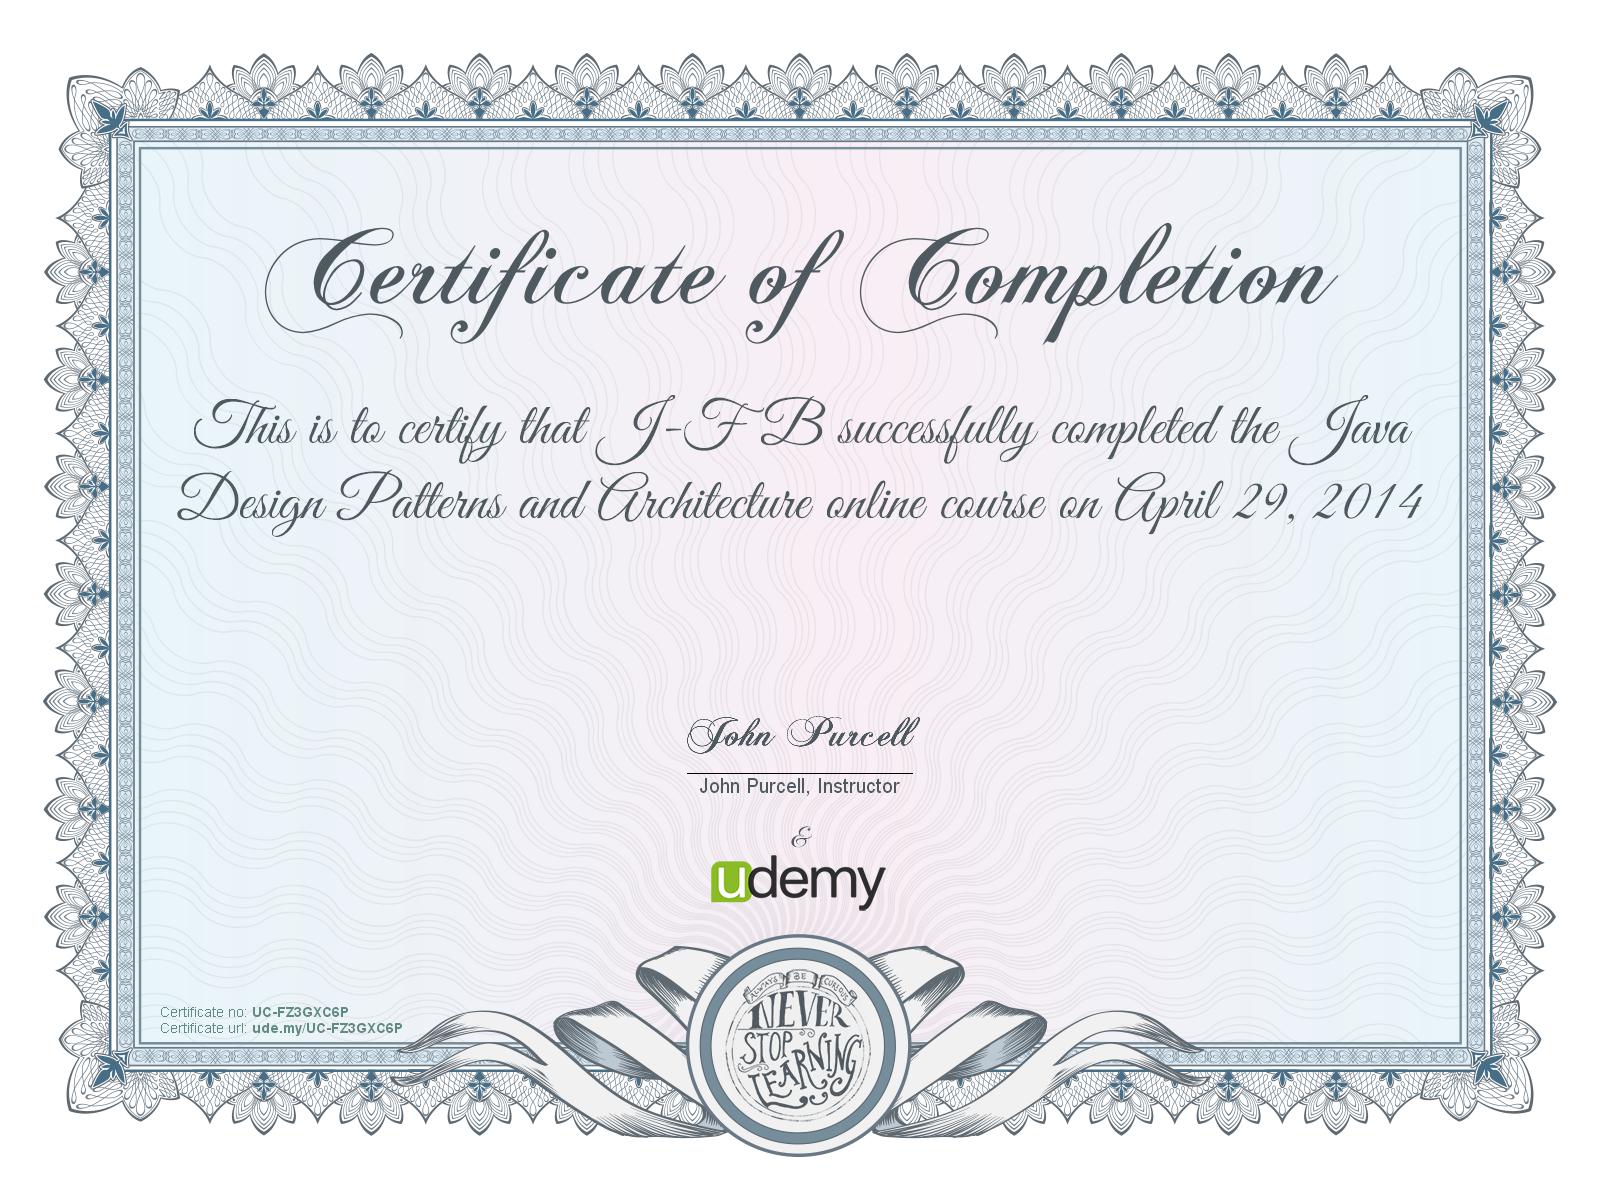 Certificate of Completion
This is to certify that J-F B successfully completed the Java
Design Patterns and Architecture online course on April 29, 2014
John Purcell
John Purcell, Instructor
&
udemy
ALWAYS BE CURIOUS
NEVER
STOP
LEARNING
Certificate no: UC-FZ3GXC6P
Certificate url: ude.my/UC-FZ3GXC6P